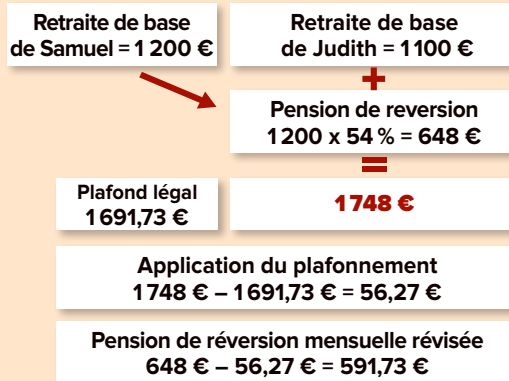 Retraite de base
de Samuel = 1 200 €
Retraite de base
de Judith = 1 100 €
+
Pension de reversion
1 200 x 54 % = 648 €
=
Plafond légal
1 691,73 €
1 748 €
Application du plafonnement
1 748 € – 1 691,73 € = 56,27 €
Pension de réversion mensuelle révisée
648 € – 56,27 € = 591,73 €